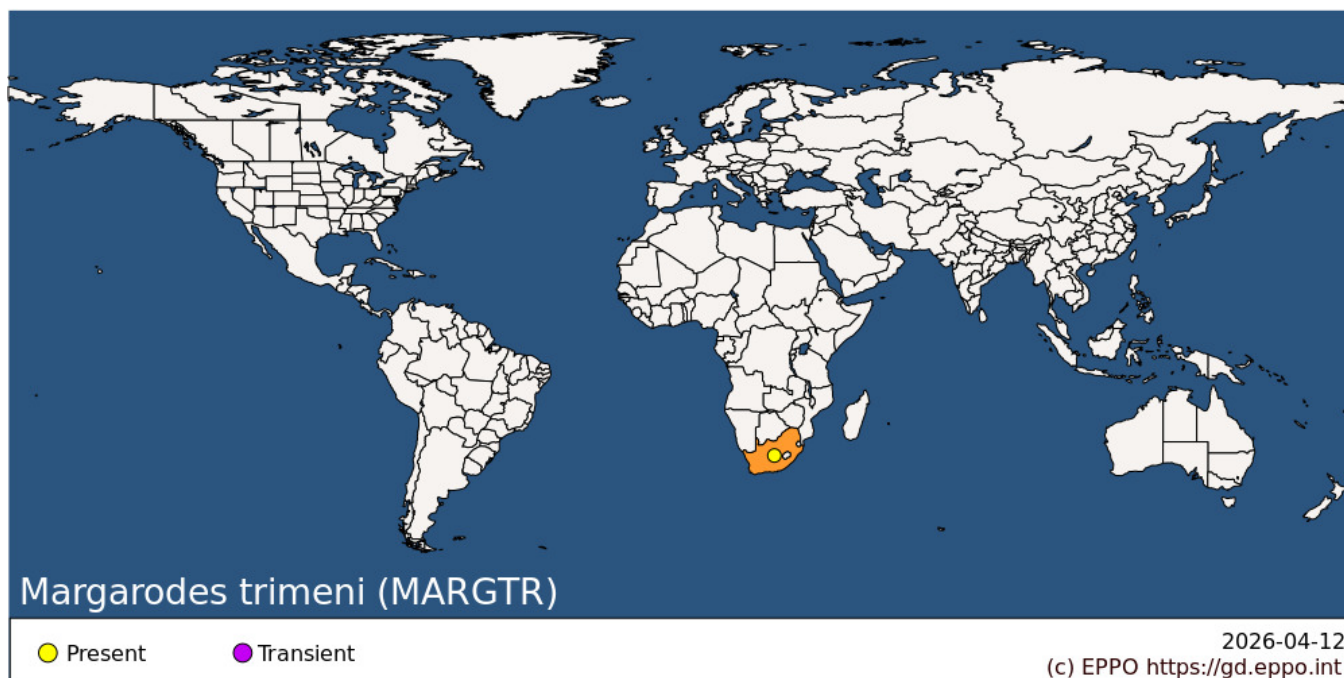 Margarodes trimeni (MARGTR)
Present
Transient
2026-04-12
(c) EPPO https://gd.eppo.int